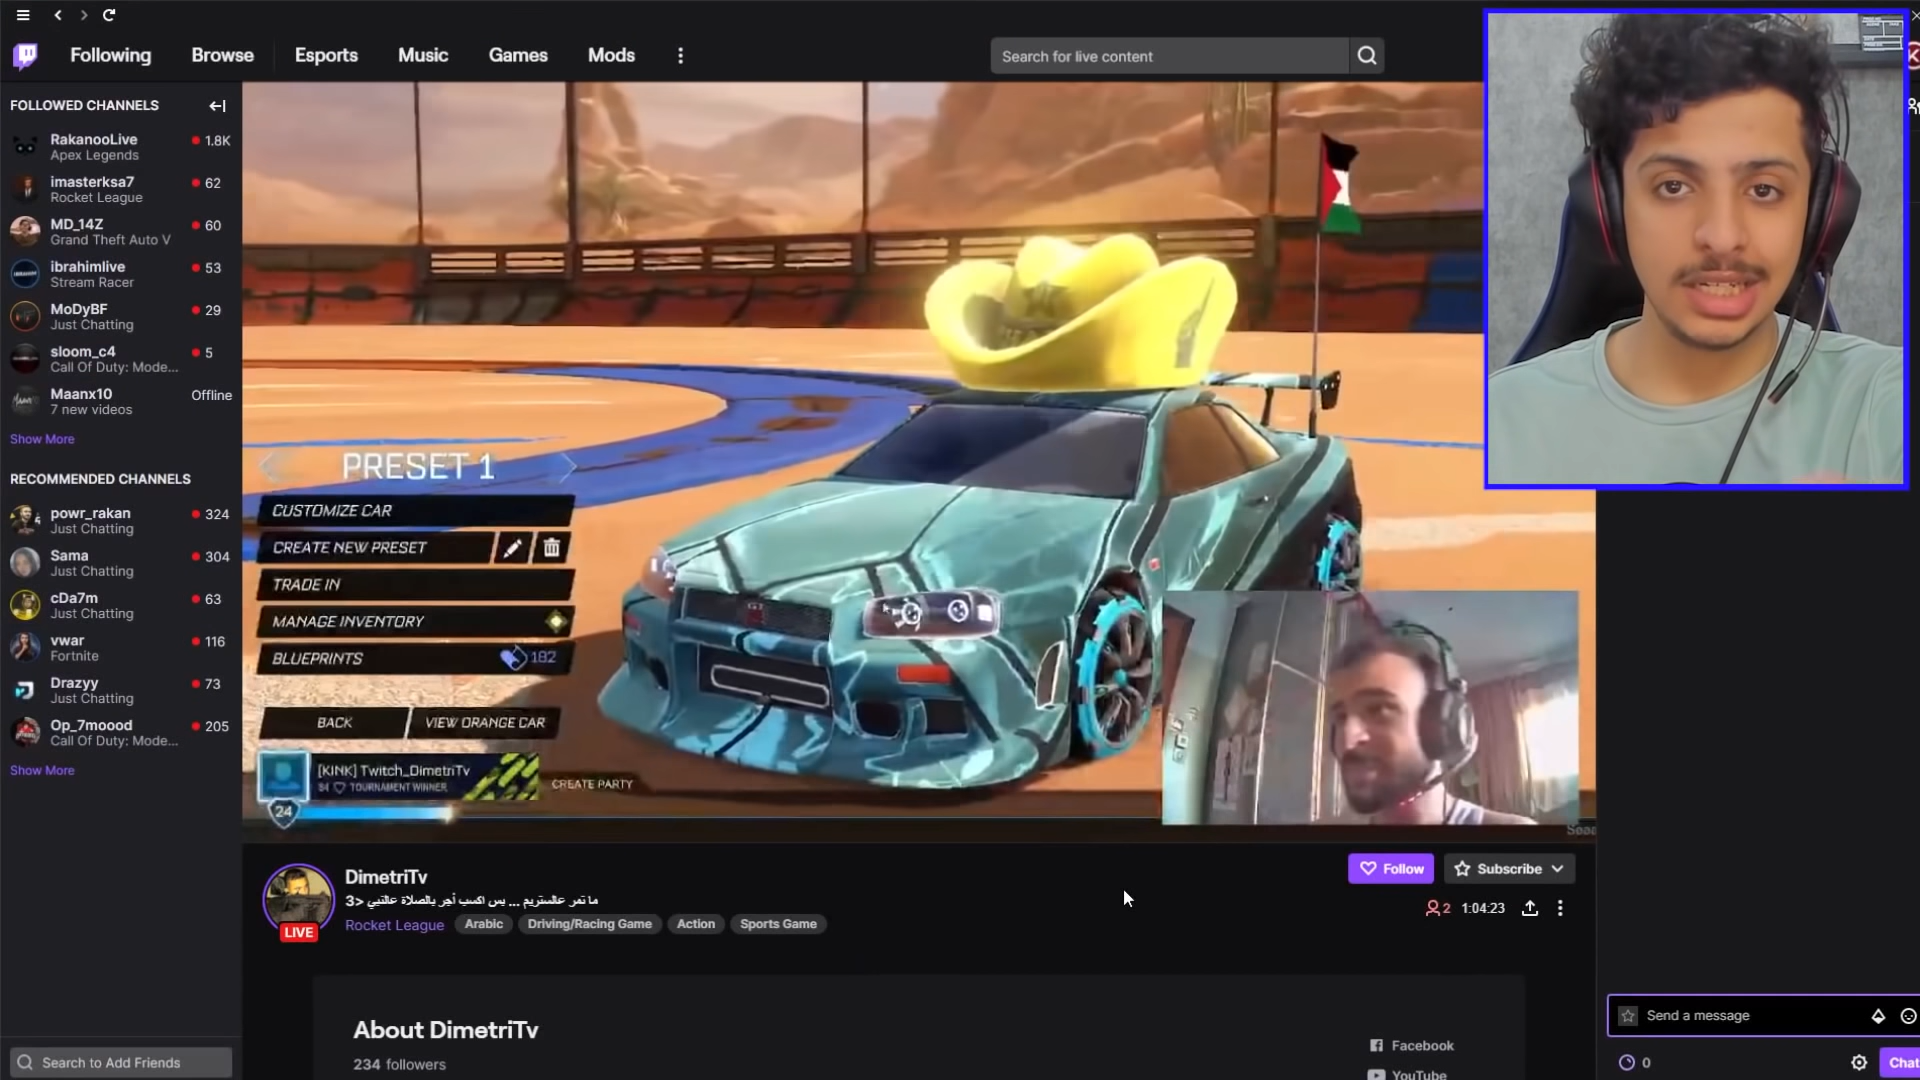 Following
Browse
Esports
Music
Games
Mods
Search for live content
FOLLOWED CHANNELS
RakanooLive
1.8K
Apex Legends
imasterksa7
62
Rocket League
MD_14Z
60
Grand Theft Auto V
ibrahimlive
53
Stream Racer
MoDyBF
29
Just Chatting
sloom_c4
5
Call Of Duty: Mode...
Maanx10
Offline
7 new videos
Show More
RECOMMENDED CHANNELS
powr_rakan
324
Just Chatting
Sama
304
Just Chatting
cDa7m
63
Just Chatting
vwar
116
Fortnite
Drazyy
73
Just Chatting
Op_7moood
205
Call Of Duty: Mode...
Show More
Search to Add Friends
PRESET 1
CUSTOMIZE CAR
CREATE NEW PRESET
TRADE IN
MANAGE INVENTORY
BLUEPRINTS
182
BACK
VIEW ORANGE CAR
[KINK] Twitch_DimetriTv
84 TOURNAMENT WINNER
CREATE PARTY
24
DimetriTv
ما تمر عالستريم ... بس اكسب أجر بالصلاة عالنبي <3
LIVE
Rocket League
Arabic
Driving/Racing Game
Action
Sports Game
Follow
Subscribe
2
1:04:23
About DimetriTv
234 followers
Facebook
YouTube
Send a message
0
Chat